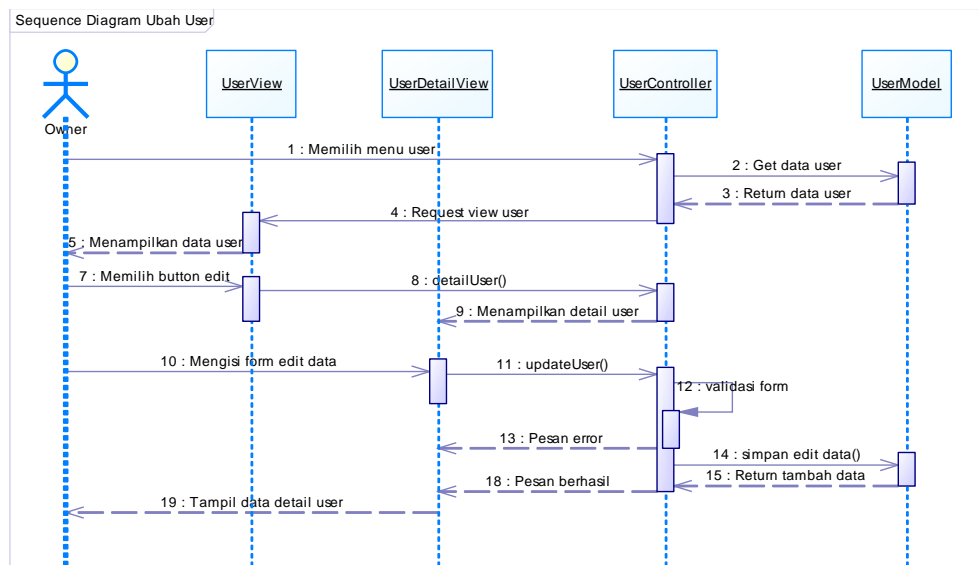 Sequence Diagram Ubah User
Owner
UserView
UserDetailView
UserController
UserModel
1 : Memilih menu user
2 : Get data user
3 : Return data user
4 : Request view user
5 : Menampilkan data user
7 : Memilih button edit
8 : detailUser()
9 : Menampilkan detail user
10 : Mengisi form edit data
11 : updateUser()
12 : validasi form
13 : Pesan error
14 : simpan edit data()
15 : Return tambah data
18 : Pesan berhasil
19 : Tampil data detail user